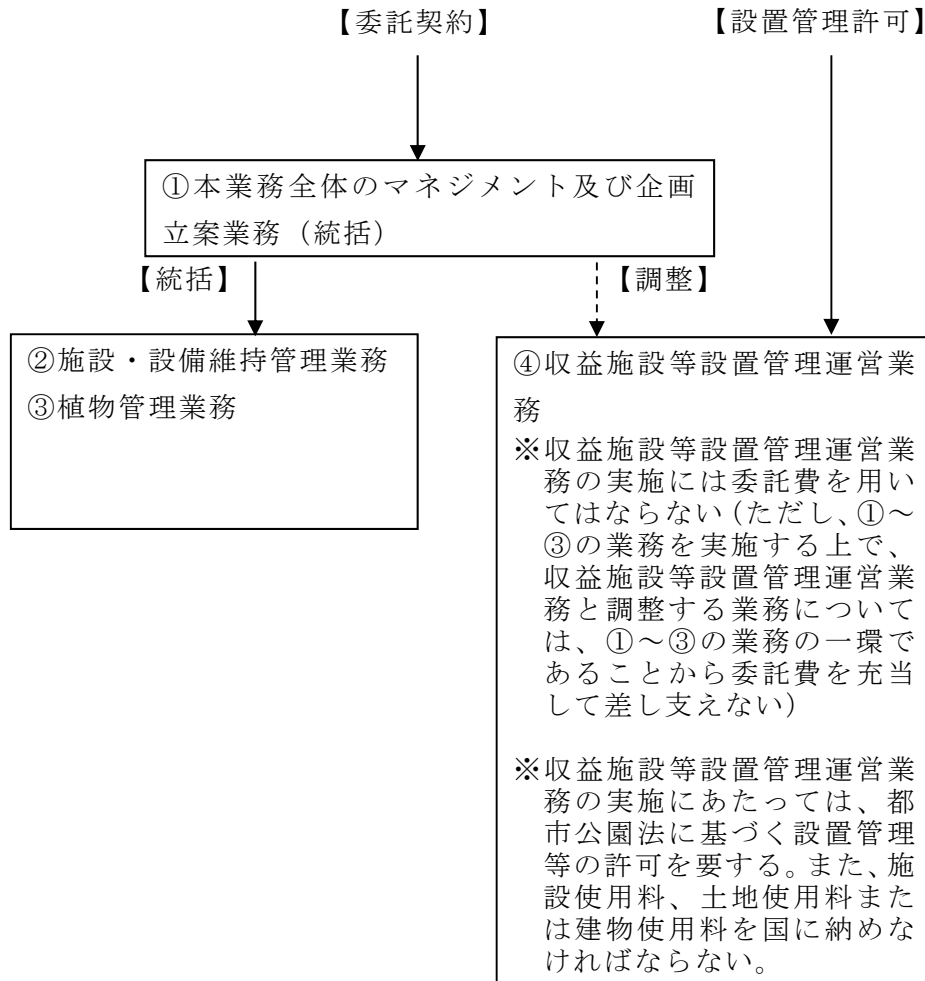 【委託契約】
【設置管理許可】
①本業務全体のマネジメント及び企画
立案業務（統括）
【統括】
【調整】
②施設・設備維持管理業務
③植物管理業務
④収益施設等設置管理運営業
務
※収益施設等設置管理運営業
務の実施には委託費を用い
てはならない（ただし、①～
③の業務を実施する上で、
収益施設等設置管理運営業
務と調整する業務について
は、①～③の業務の一環で
あることから委託費を充当
して差し支えない）
※収益施設等設置管理運営業
務の実施にあたっては、都
市公園法に基づく設置管理
等の許可を要する。また、施
設使用料、土地使用料また
は建物使用料を国に納めな
ければならない。